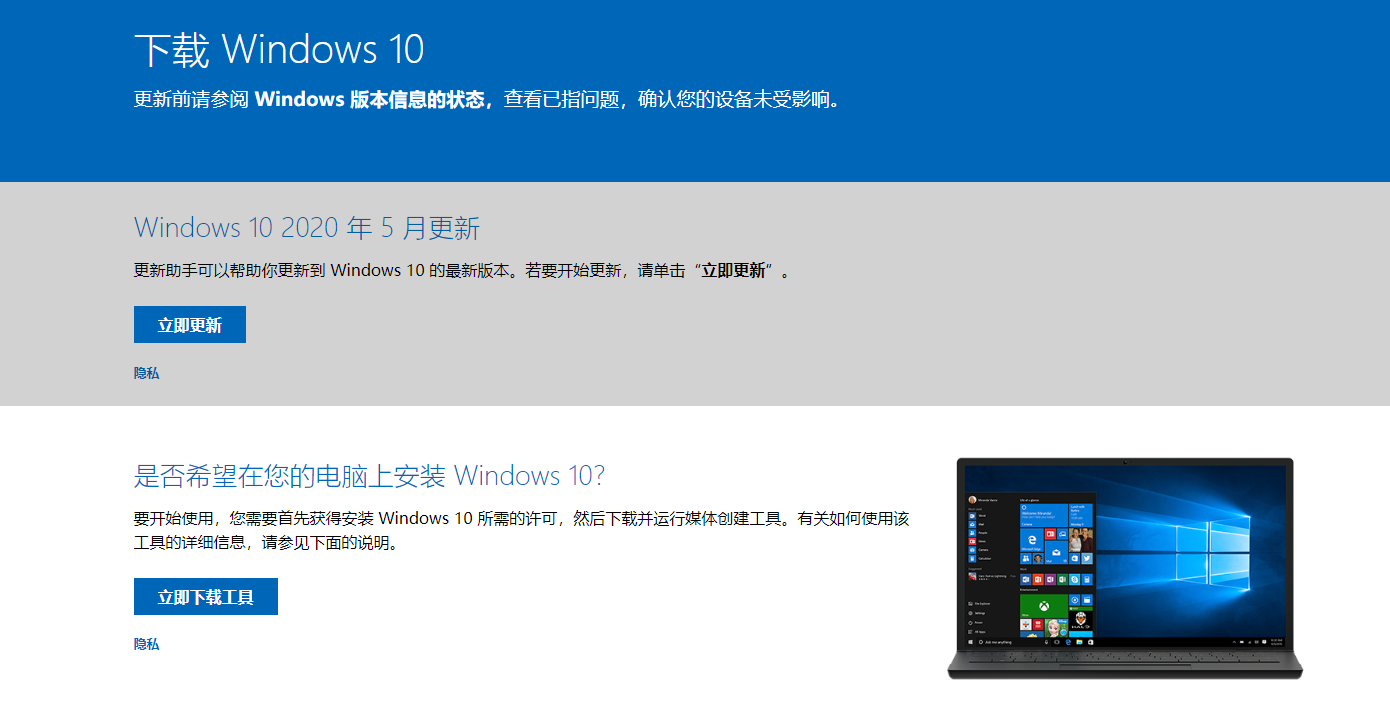 下载 Windows 10
更新前请参阅 Windows 版本信息的状态，查看已指问题，确认您的设备未受影响。
Windows 10 2020 年 5 月更新
更新助手可以帮助你更新到 Windows 10 的最新版本。若要开始更新，请单击“立即更新”。
立即更新
隐私
是否希望在您的电脑上安装 Windows 10?
要开始使用，您需要首先获得安装 Windows 10 所需的许可，然后下载并运行媒体创建工具。有关如何使用该
工具的详细信息，请参见下面的说明。
立即下载工具
隐私